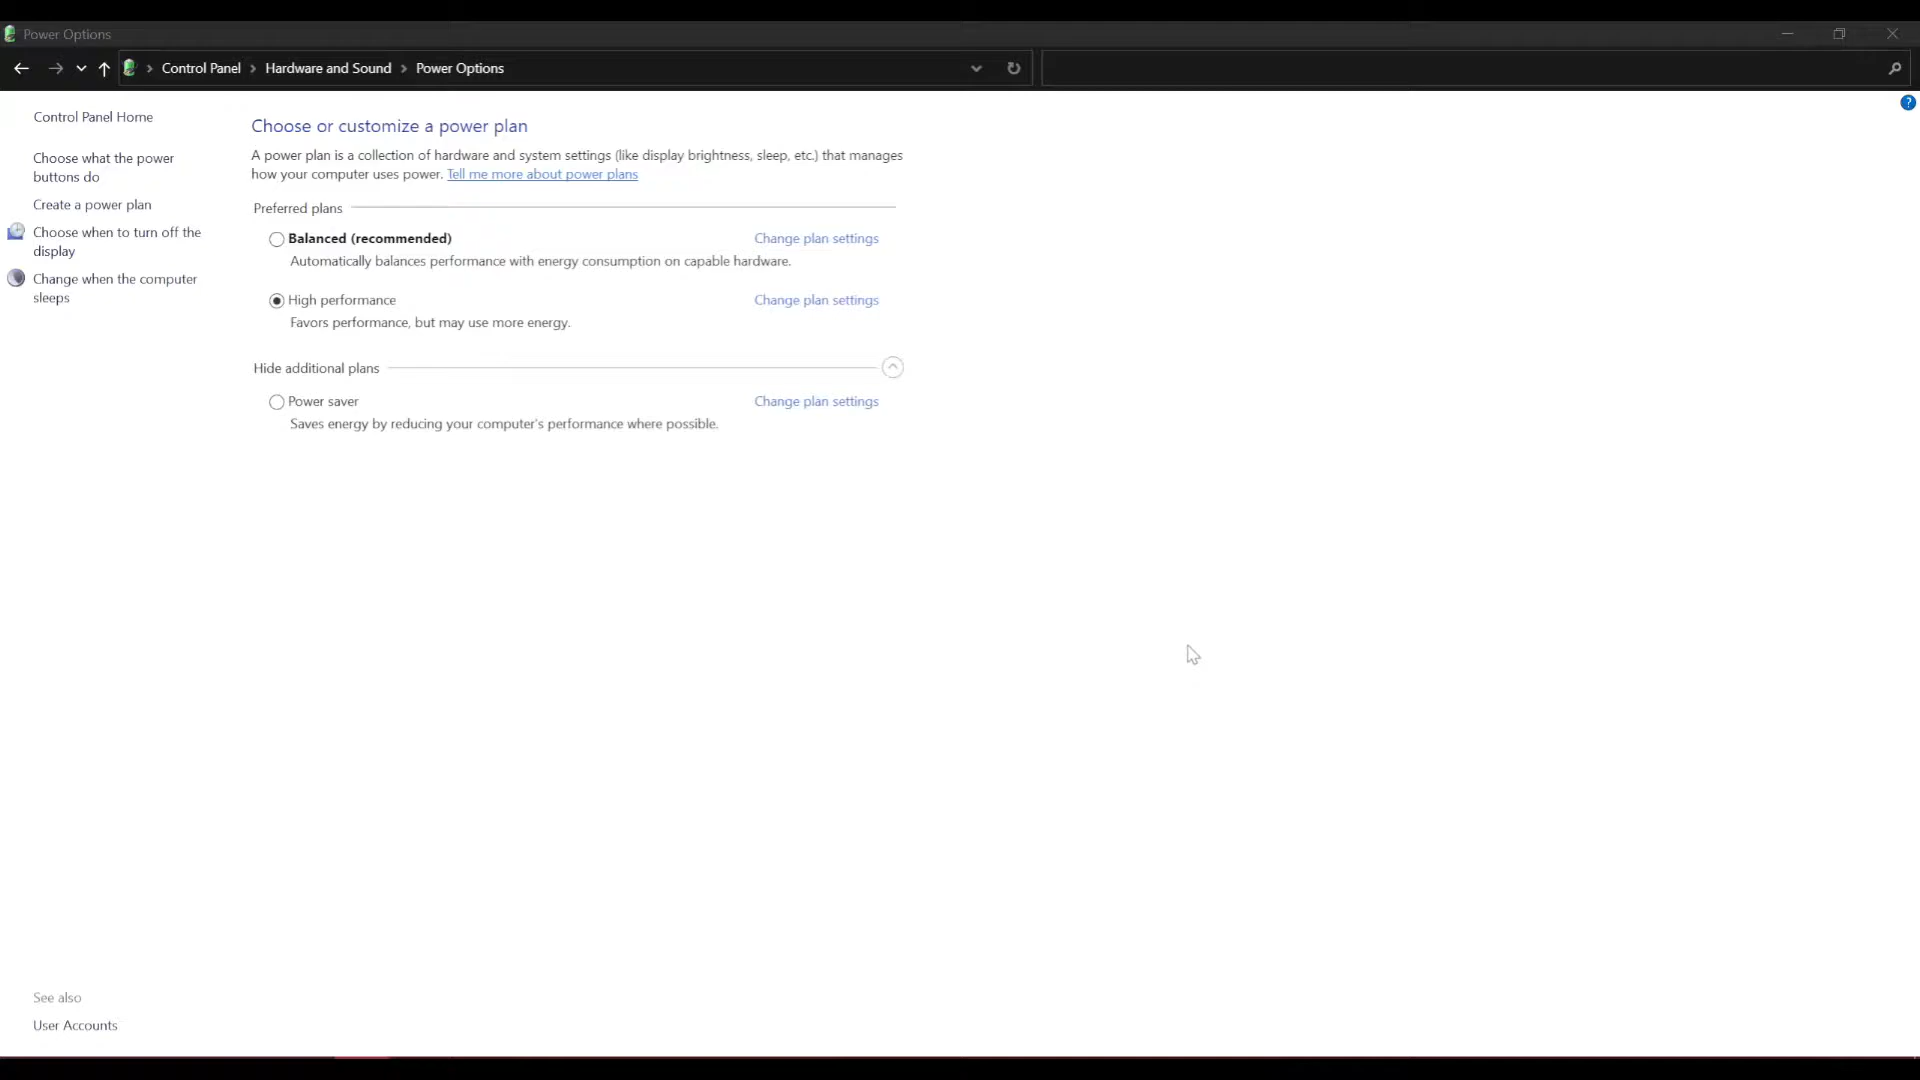 Power Options
Control Panel > Hardware and Sound > Power Options
Control Panel Home
Choose what the power
buttons do
Create a power plan
Choose when to turn off the
display
Change when the computer
sleeps
Choose or customize a power plan
A power plan is a collection of hardware and system settings (like display brightness, sleep, etc.) that manages
how your computer uses power. Tell me more about power plans
Preferred plans
Balanced (recommended) Change plan settings
Automatically balances performance with energy consumption on capable hardware.
High performance Change plan settings
Favors performance, but may use more energy.
Hide additional plans
Power saver Change plan settings
Saves energy by reducing your computer's performance where possible.
See also
User Accounts